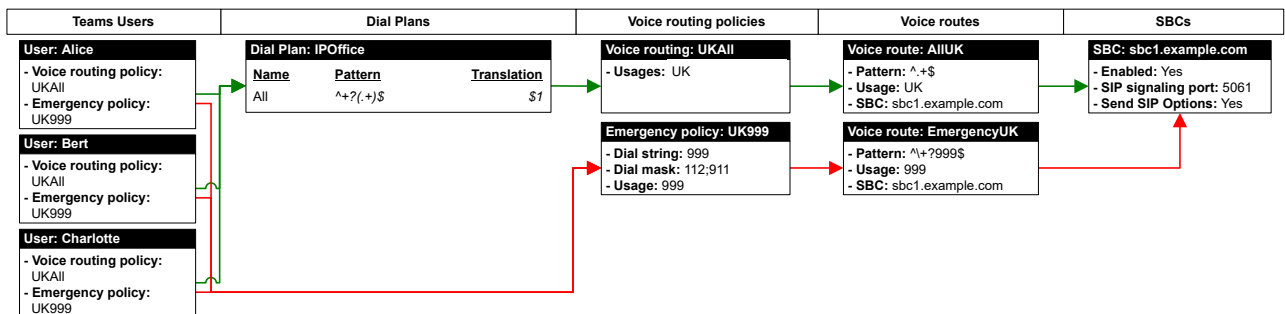 Teams Users
Dial Plans
Voice routing policies
Voice routes
SBCs
User: Alice
- Voice routing policy:
UKAll
- Emergency policy:
UK999
User: Bert
- Voice routing policy:
UKAll
- Emergency policy:
UK999
User: Charlotte
- Voice routing policy:
UKAll
- Emergency policy:
UK999
Dial Plan: IPOffice
Name Pattern Translation
All ^+?(.+)$ $1
Voice routing: UKAll
- Usages: UK
Emergency policy: UK999
- Dial string: 999
- Dial mask: 112;911
- Usage: 999
Voice route: AllUK
- Pattern: ^.+$
- Usage: UK
- SBC: sbc1.example.com
Voice route: EmergencyUK
- Pattern: ^\+?999$
- Usage: 999
- SBC: sbc1.example.com
SBC: sbc1.example.com
- Enabled: Yes
- SIP signaling port: 5061
- Send SIP Options: Yes